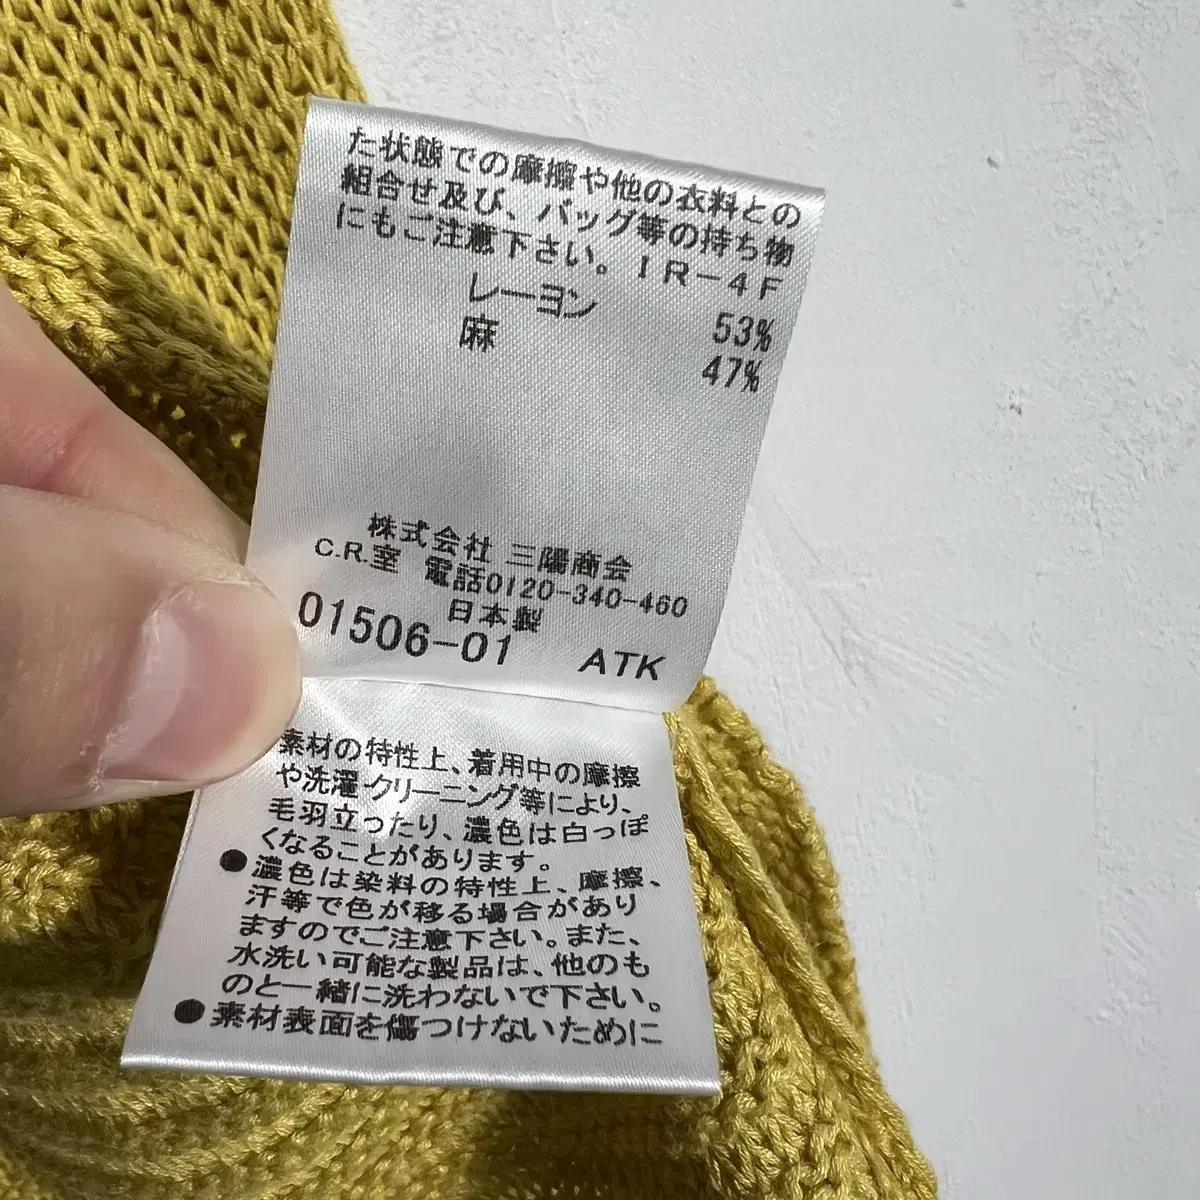 た状態での摩擦や他の衣料との
組合せ及び、バッグ等の持ち物
にもご注意下さい。IR-4F
レーヨン 53%
麻 47%
株式会社 三陽商会
C.R.室 電話0120-340-460
日本製
01506-01 ATK
素材の特性上、着用中の摩擦
や洗濯・クリーニング等により、
毛羽立ったり、濃色は白っぽ
くなることがあります。
●濃色は染料の特性上、摩擦、
汗等で色が移る場合があり
ますのでご注意下さい。また、
水洗い可能な製品は、他のも
のと一緒に洗わないで下さい。
●素材表面を傷つけないために